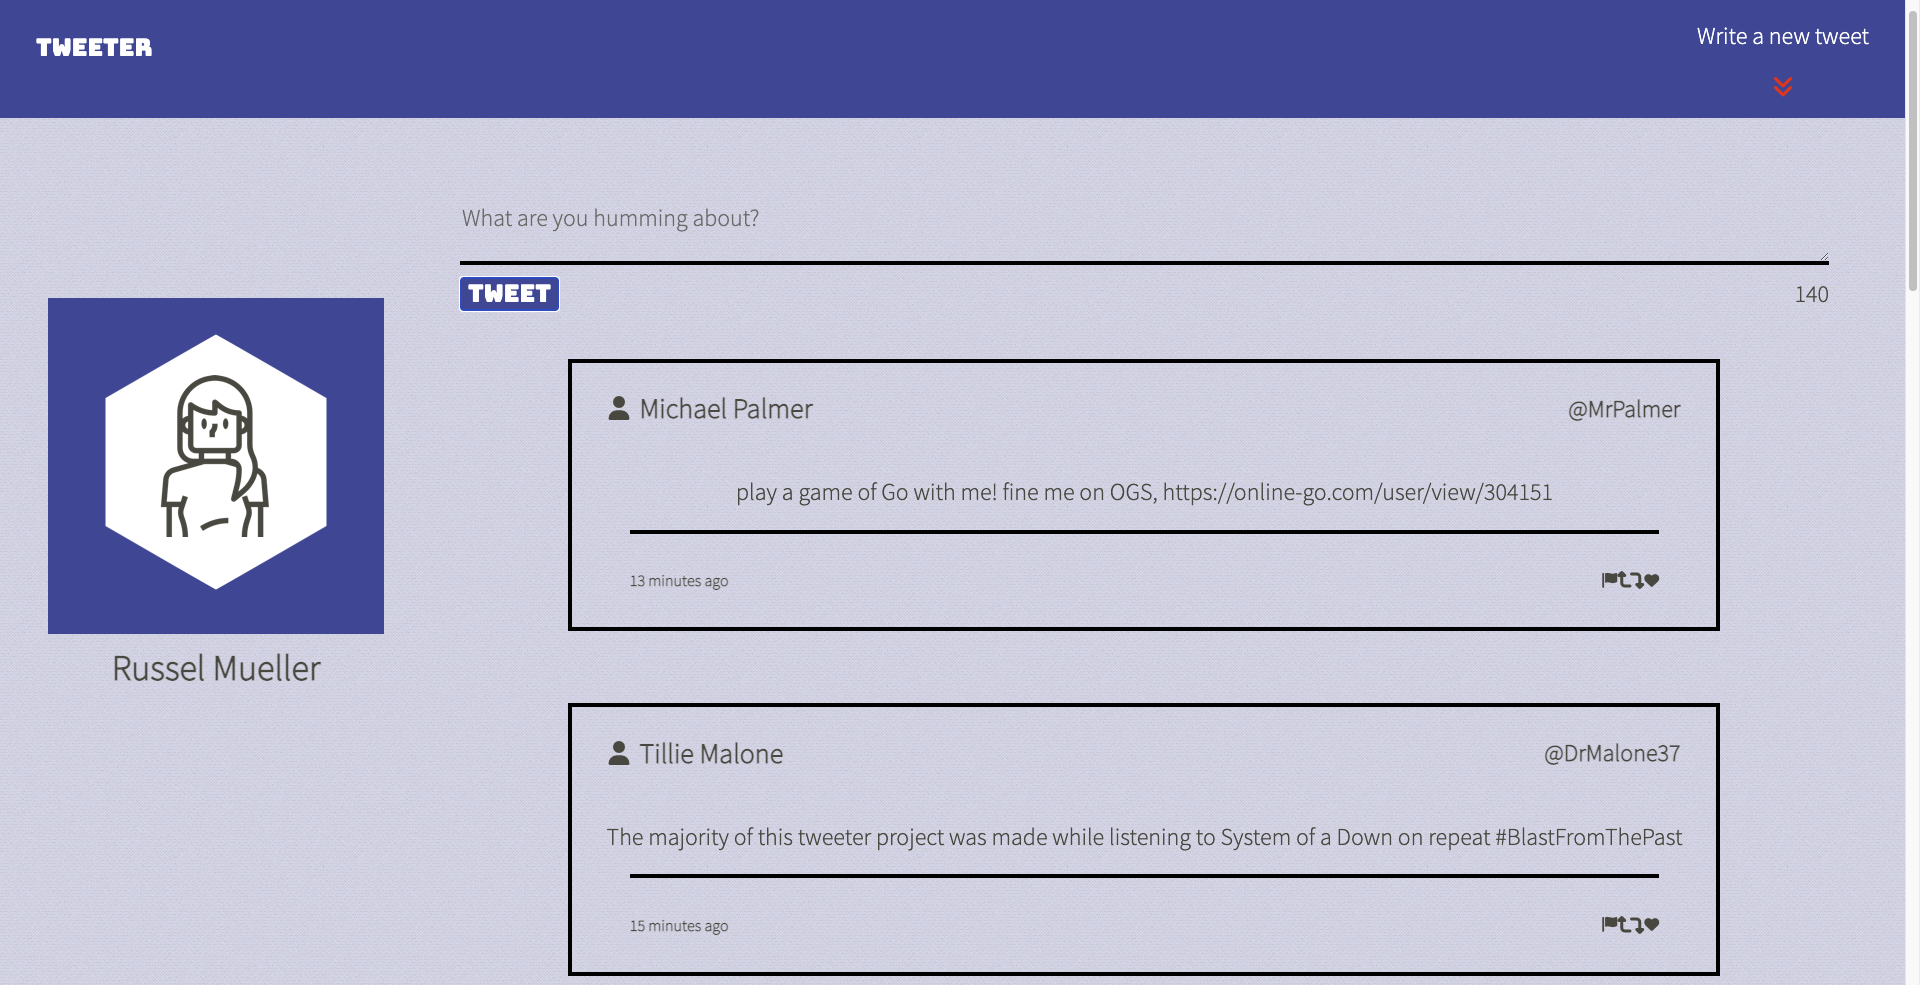 TWEETER
Write a new tweet
What are you humming about?
TWEET
140
Russel Mueller
Michael Palmer
@MrPalmer
play a game of Go with me! fine me on OGS, https://online-go.com/user/view/304151
13 minutes ago
Tillie Malone
@DrMalone37
The majority of this tweeter project was made while listening to System of a Down on repeat #BlastFromThePast
15 minutes ago